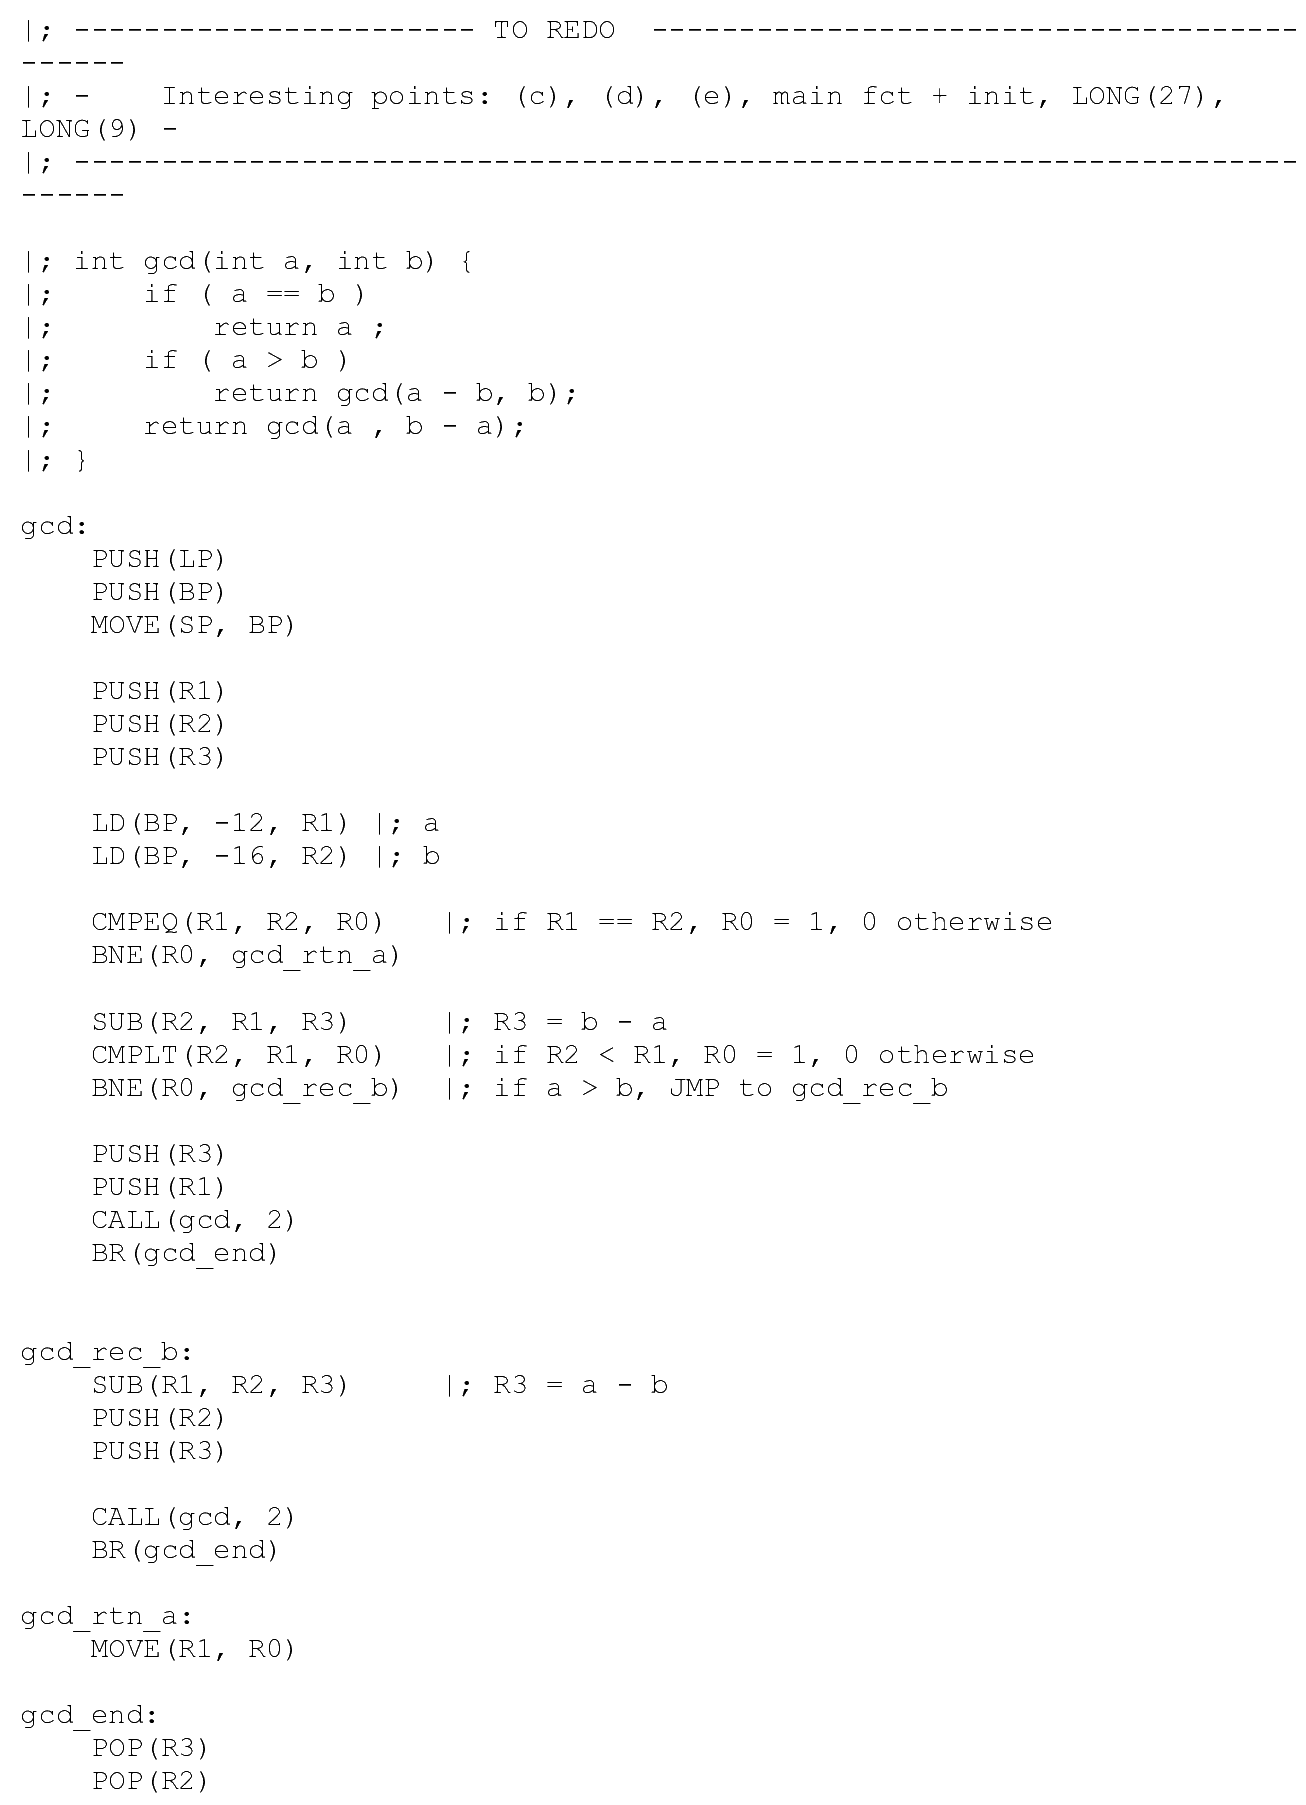 |; ----------------------- TO REDO  -------------------------------------
------
|; -    Interesting points: (c), (d), (e), main fct + init, LONG(27),
LONG(9) -
|; ----------------------------------------------------------------------
------
|; int gcd(int a, int b) {
|;     if ( a == b )
|;         return a ;
|;     if ( a > b )
|;         return gcd(a - b, b);
|;     return gcd(a , b - a);
|; }
gcd:
    PUSH(LP)
    PUSH(BP)
    MOVE(SP, BP)
    PUSH(R1)
    PUSH(R2)
    PUSH(R3)
    LD(BP, -12, R1) |; a
    LD(BP, -16, R2) |; b
    CMPEQ(R1, R2, R0)   |; if R1 == R2, R0 = 1, 0 otherwise
    BNE(R0, gcd_rtn_a)
    SUB(R2, R1, R3)     |; R3 = b - a
    CMPLT(R2, R1, R0)   |; if R2 < R1, R0 = 1, 0 otherwise
    BNE(R0, gcd_rec_b)  |; if a > b, JMP to gcd_rec_b
    PUSH(R3)
    PUSH(R1)
    CALL(gcd, 2)
    BR(gcd_end)
gcd_rec_b:
    SUB(R1, R2, R3)     |; R3 = a - b
    PUSH(R2)
    PUSH(R3)
    CALL(gcd, 2)
    BR(gcd_end)
gcd_rtn_a:
    MOVE(R1, R0)
gcd_end:
    POP(R3)
    POP(R2)